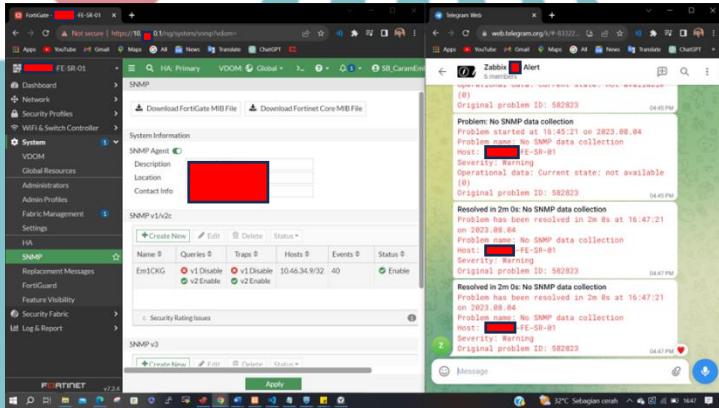 FortiGate - -FE-SR-01
Not secure | https://10. 0.1/ng/system/snmp?vdom=
Apps YouTube Gmail Maps All News Translate ChatGPT
-FE-SR-01
HA: Primary VDOM: Global
Dashboard
Network
Security Profiles
WiFi & Switch Controller
System 1
VDOM
Global Resources
Administrators
Admin Profiles
Fabric Management 1
Settings
HA
SNMP
Replacement Messages
FortiGuard
Feature Visibility
Security Fabric
Log & Report
FORTINET v7.2.4
SNMP
Download FortiGate MIB File Download Fortinet Core MIB File
System Information
SNMP Agent
Description
Location
Contact Info
SNMP v1/v2c
+ Create New Edit Delete Status
Name Queries Traps Hosts Events Status
Em1CKG v1 Disable v1 Disable 10.46.34.9/32 40 Enable
v2 Enable v2 Enable
Security Rating Issues
SNMP v3
+ Create New Edit Delete Status
Apply
Telegram Web
web.telegram.org/k/#-83322...
Apps YouTube Gmail Maps All News Translate ChatGPT
Zabbix Alert
6 members
Operational data: Current state: not available
(0)
Original problem ID: 582823
04:45 PM
Problem: No SNMP data collection
Problem started at 16:45:21 on 2023.08.04
Problem name: No SNMP data collection
Host: -FE-SR-01
Severity: Warning
Operational data: Current state: not available
(0)
Original problem ID: 582823
04:45 PM
Resolved in 2m 0s: No SNMP data collection
Problem has been resolved in 2m 0s at 16:47:21
on 2023.08.04
Problem name: No SNMP data collection
Host: -FE-SR-01
Severity: Warning
Original problem ID: 582823
04:47 PM
Resolved in 2m 0s: No SNMP data collection
Problem has been resolved in 2m 0s at 16:47:21
on 2023.08.04
Problem name: No SNMP data collection
Host: -FE-SR-01
Severity: Warning
Original problem ID: 582823
04:47 PM
Z
Message
32°C Sebagian cerah 1647